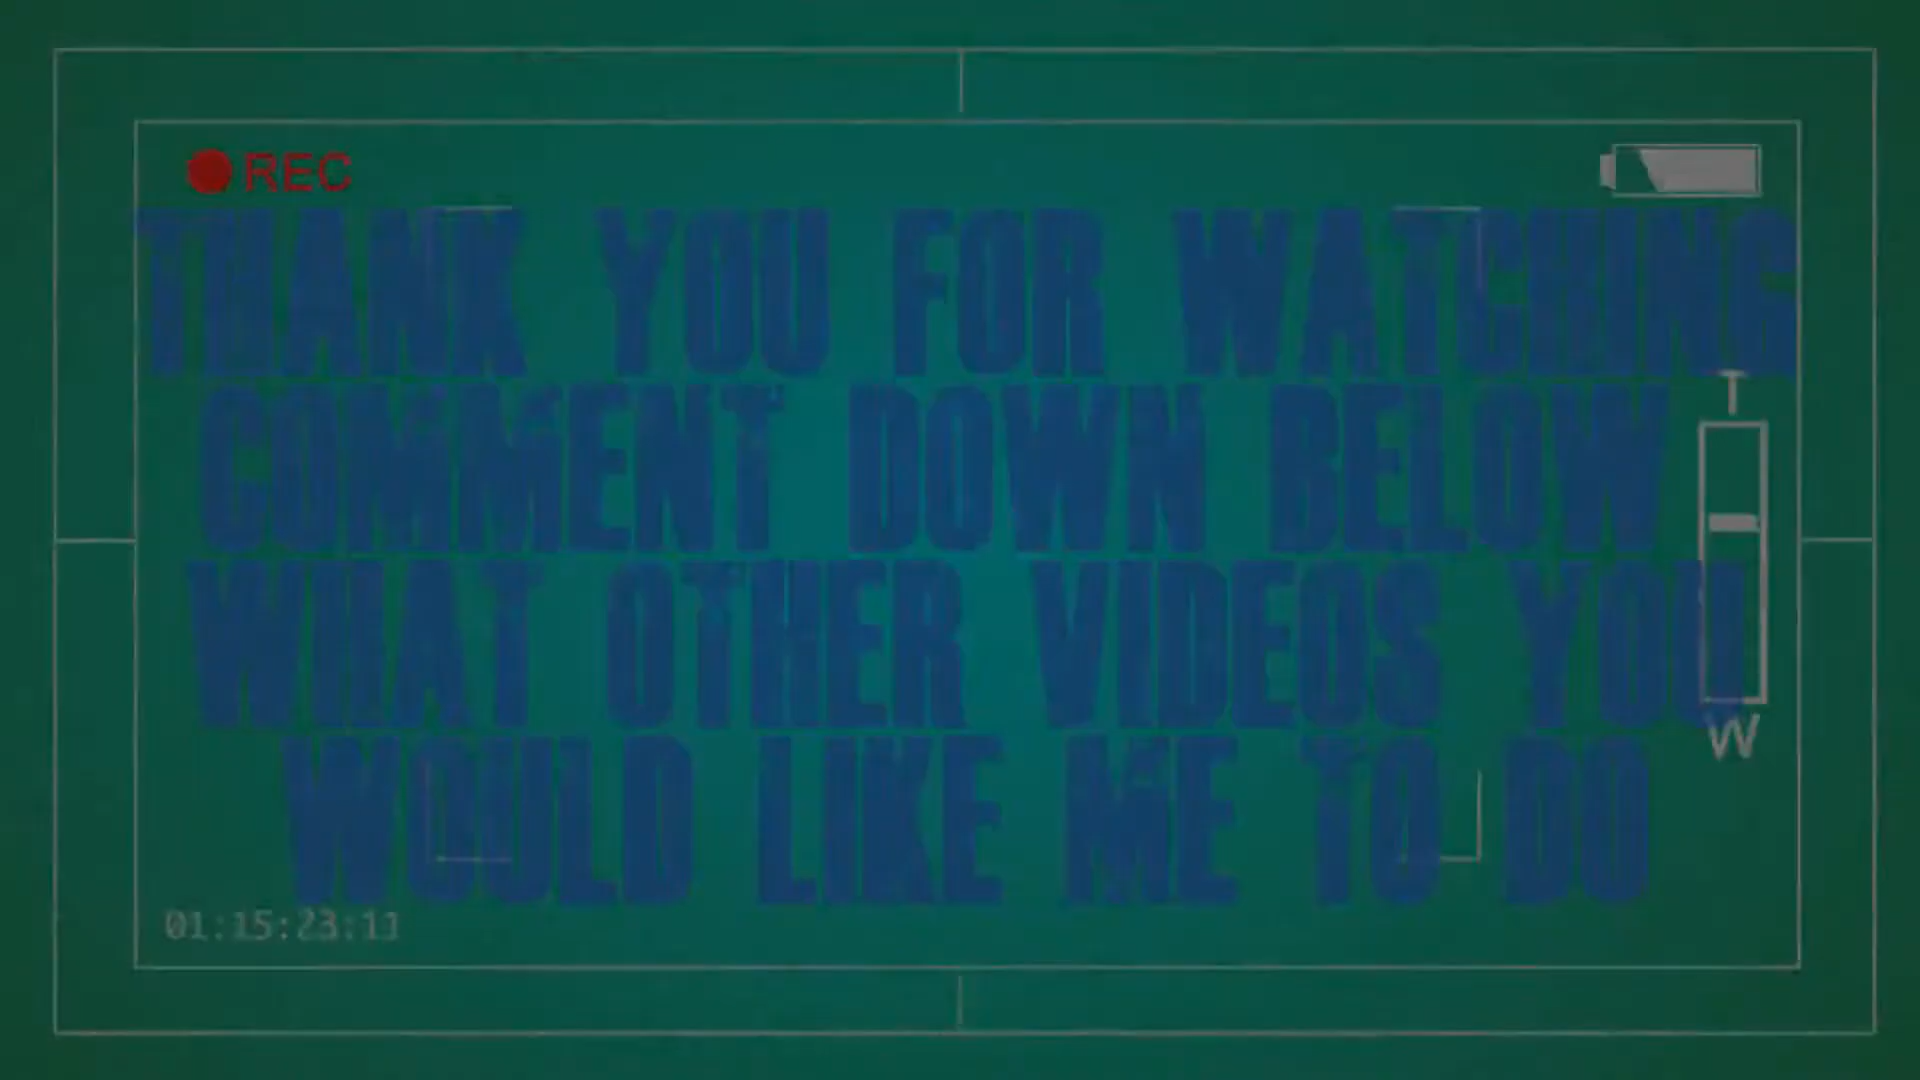 REC
THANK YOU FOR WATCHING
T
COMMENT DOWN BELOW
WHAT OTHER VIDEOS YOU
W
WOULD LIKE ME TO DO
01:15:23:11